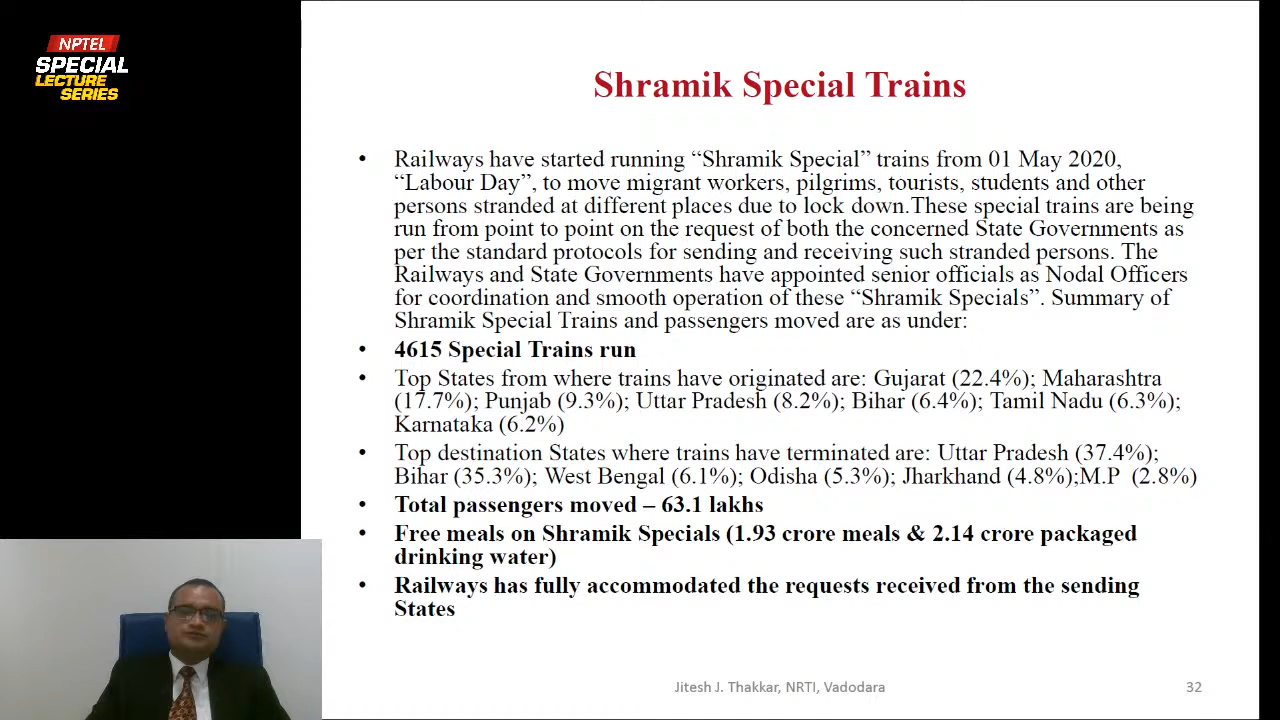 NPTEL
SPECIAL
LECTURE
SERIES
Shramik Special Trains
• Railways have started running “Shramik Special” trains from 01 May 2020,
“Labour Day”, to move migrant workers, pilgrims, tourists, students and other
persons stranded at different places due to lock down.These special trains are being
run from point to point on the request of both the concerned State Governments as
per the standard protocols for sending and receiving such stranded persons. The
Railways and State Governments have appointed senior officials as Nodal Officers
for coordination and smooth operation of these “Shramik Specials”. Summary of
Shramik Special Trains and passengers moved are as under:
• 4615 Special Trains run
• Top States from where trains have originated are: Gujarat (22.4%); Maharashtra
(17.7%); Punjab (9.3%); Uttar Pradesh (8.2%); Bihar (6.4%); Tamil Nadu (6.3%);
Karnataka (6.2%)
• Top destination States where trains have terminated are: Uttar Pradesh (37.4%);
Bihar (35.3%); West Bengal (6.1%); Odisha (5.3%); Jharkhand (4.8%);M.P (2.8%)
• Total passengers moved – 63.1 lakhs
• Free meals on Shramik Specials (1.93 crore meals & 2.14 crore packaged
drinking water)
• Railways has fully accommodated the requests received from the sending
States
Jitesh J. Thakkar, NRTI, Vadodara
32